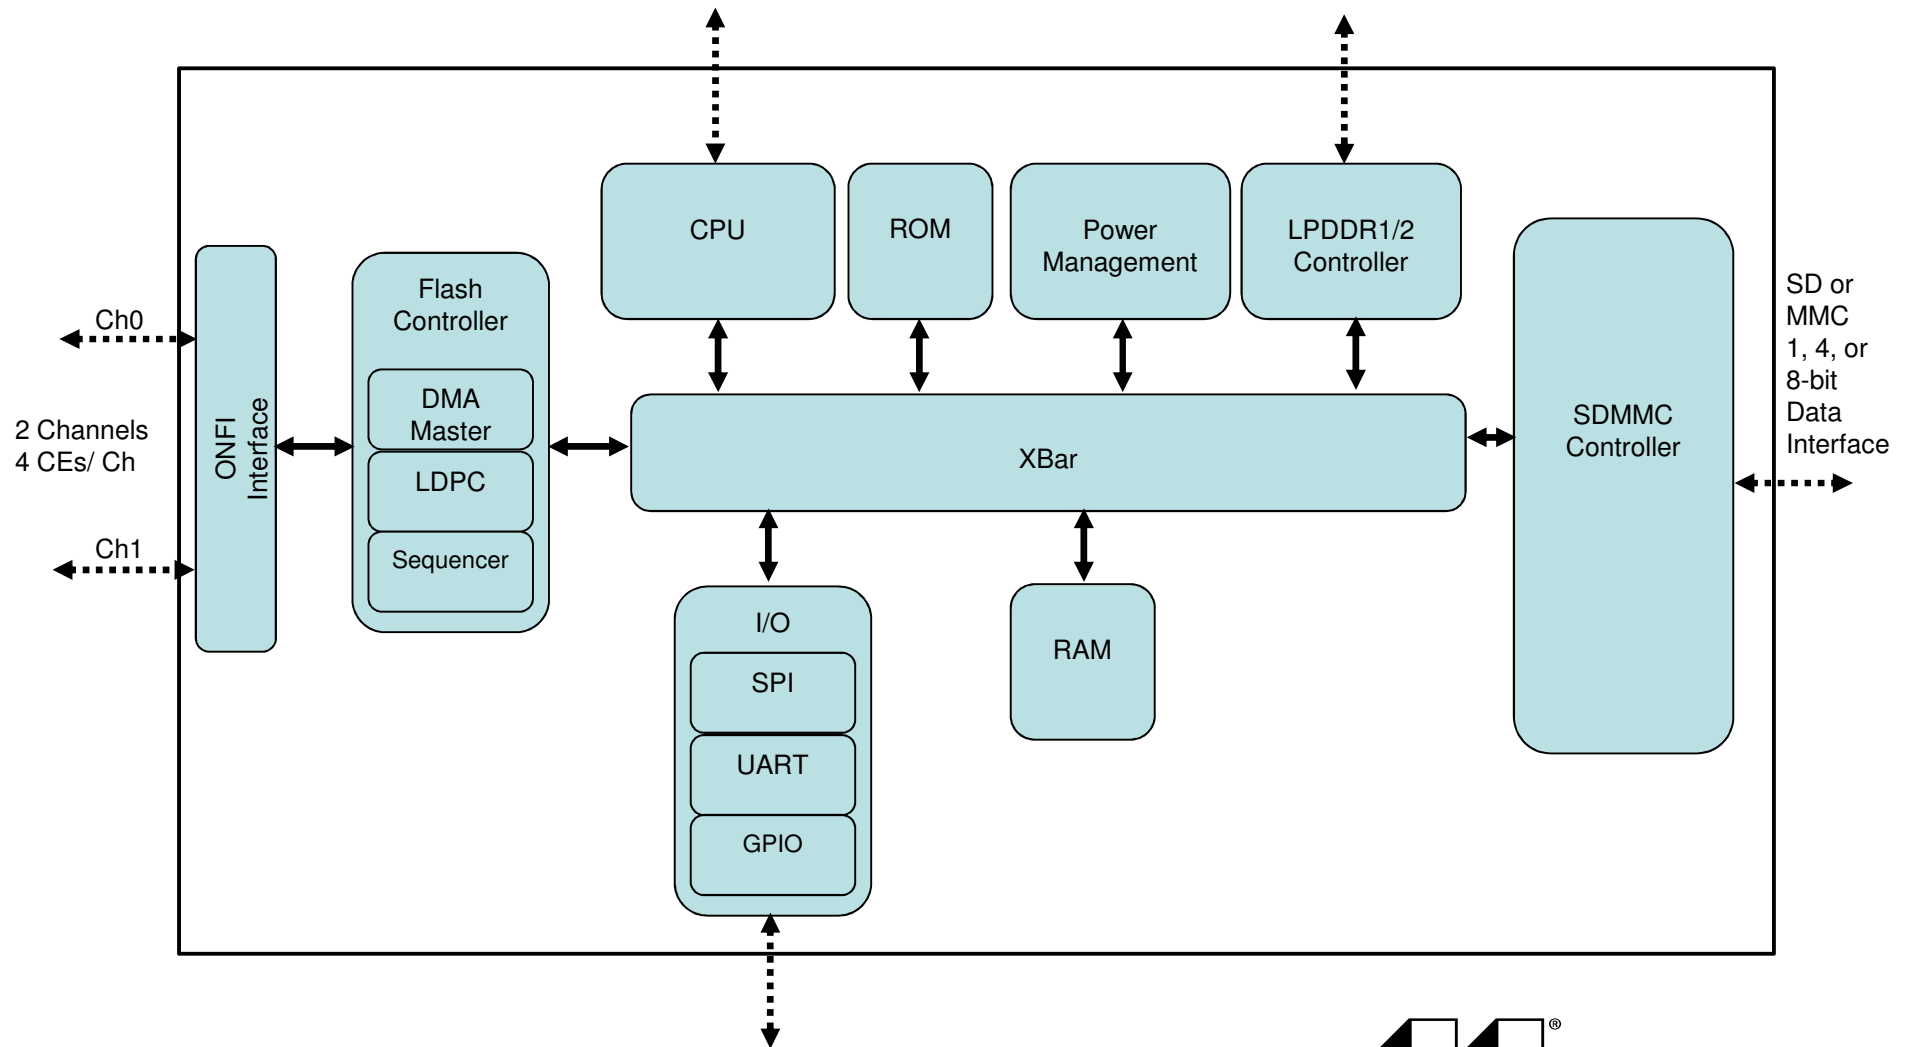 CPU
ROM
Power
Management
LPDDR1/2
Controller
Flash
Controller
DMA
Master
LDPC
Sequencer
ONFI
Interface
Ch0
2 Channels
4 CEs/ Ch
Ch1
XBar
SDMMC
Controller
SD or
MMC
1, 4, or
8-bit
Data
Interface
I/O
SPI
UART
GPIO
RAM
®